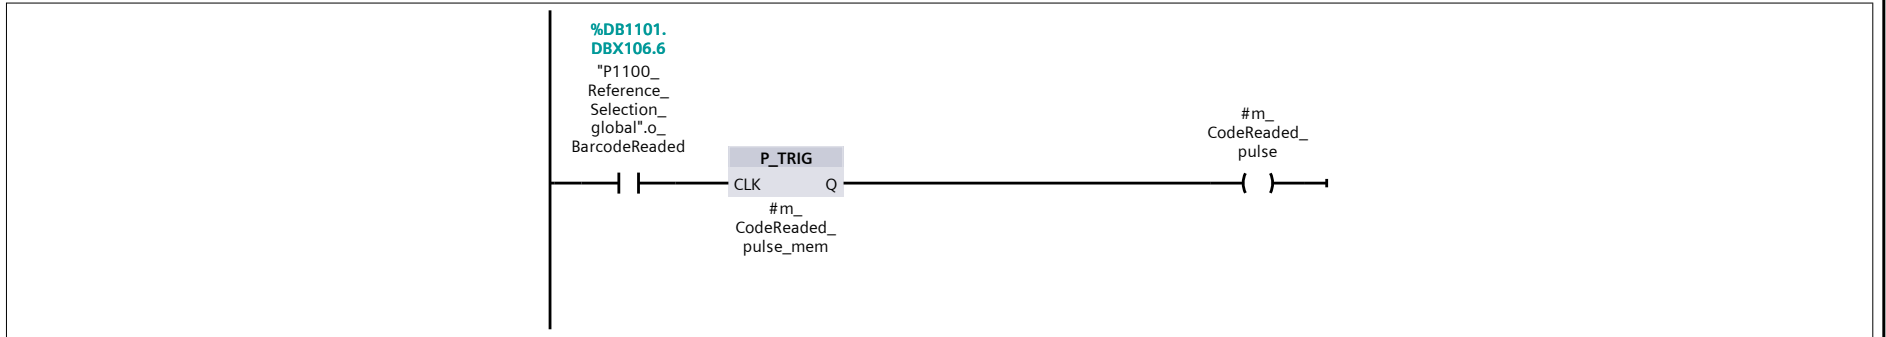 %DB1101.
DBX106.6
"P1100_
Reference_
Selection_
global".o_
BarcodeReaded
#m_
CodeReaded_
pulse
P_TRIG
CLK Q
#m_
CodeReaded_
pulse_mem